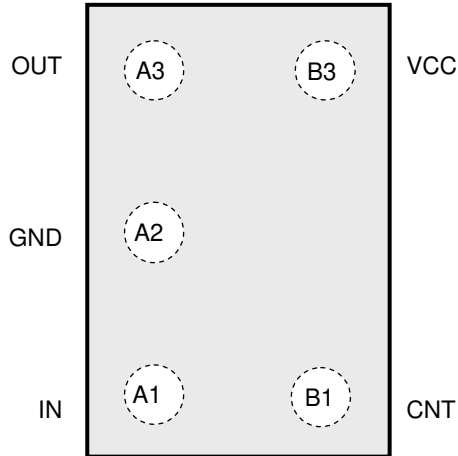 OUT A3 B3 VCC
GND A2
IN A1 B1 CNT